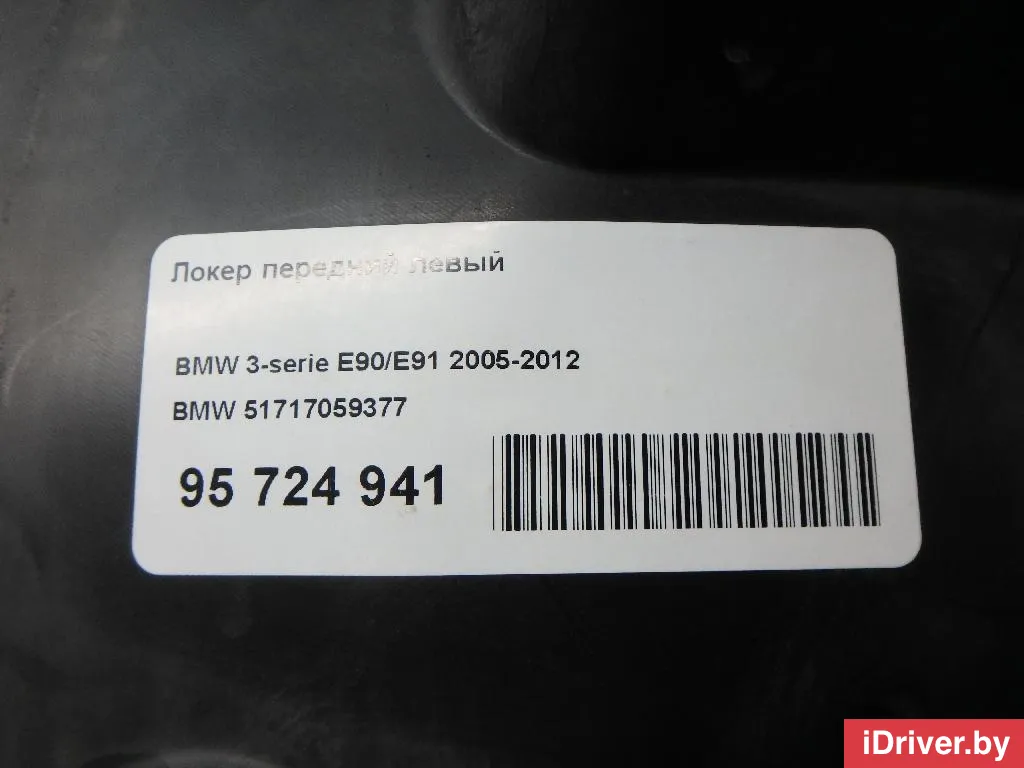 Локер передний левый
BMW 3-serie E90/E91 2005-2012
BMW 51717059377
95 724 941
iDriver.by